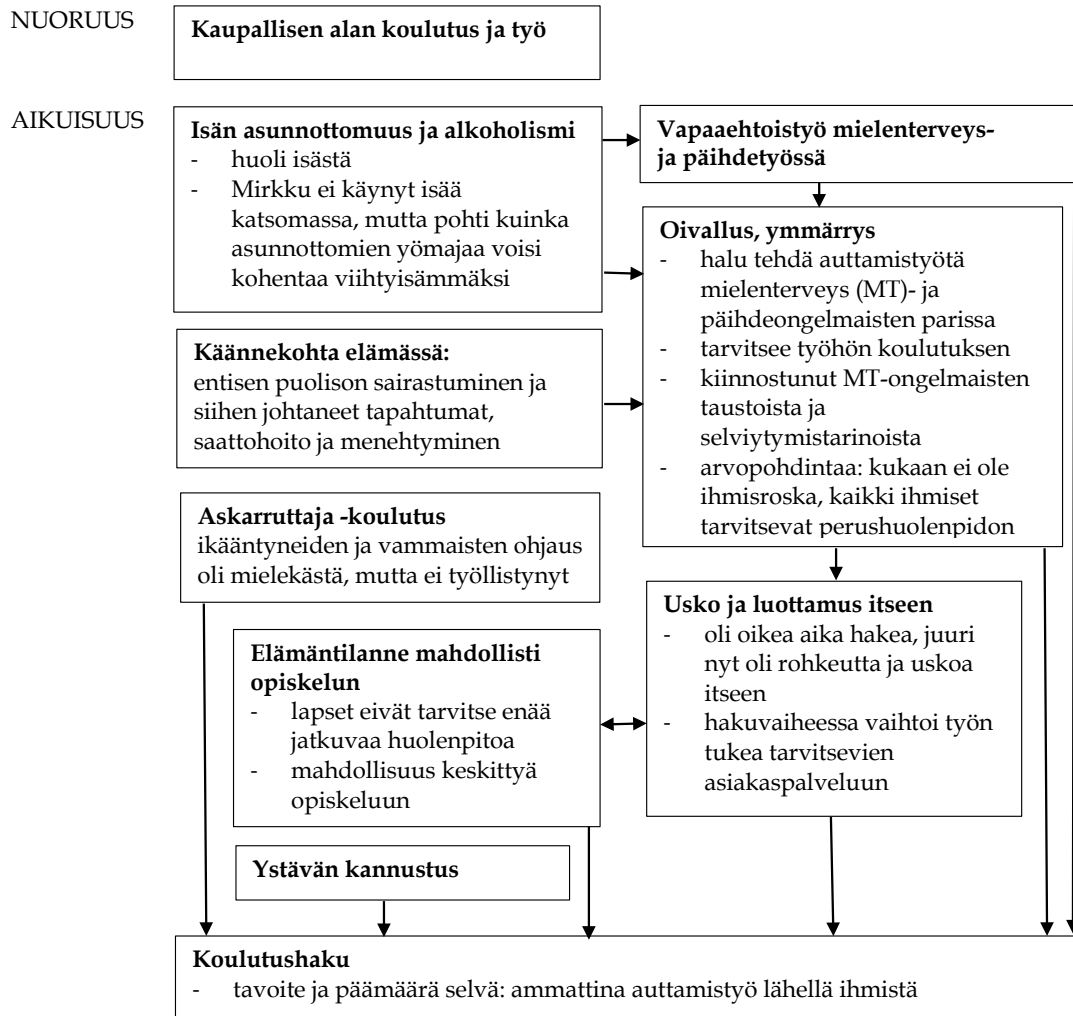 NUORUUS
Kaupallisen alan koulutus ja työ
AIKUISUUS
Isän asunnottomuus ja alkoholismi
- huoli isästä
- Mirkku ei käynyt isää
katsomassa, mutta pohti kuinka
asunnottomien yömajaa voisi
kohentaa viihtyisämmäksi
Vapaaehtoistyö mielenterveys-
ja päihdetyössä
Oivallus, ymmärrys
- halu tehdä auttamistyötä
mielenterveys (MT)- ja
päihdeongelmaisten parissa
- tarvitsee työhön koulutuksen
- kiinnostunut MT-ongelmaisten
taustoista ja
selviytymistarinoista
- arvopohdintaa: kukaan ei ole
ihmisroska, kaikki ihmiset
tarvitsevat perushuolenpidon
Käännekohta elämässä:
entisen puolison sairastuminen ja
siihen johtaneet tapahtumat,
saattohoito ja menehtyminen
Askarruttaja -koulutus
ikääntyneiden ja vammaisten ohjaus
oli mielekästä, mutta ei työllistynyt
Usko ja luottamus itseen
- oli oikea aika hakea, juuri
nyt oli rohkeutta ja uskoa
itseen
- hakuvaiheessa vaihtoi työn
tukea tarvitsevien
asiakaspalveluun
Elämäntilanne mahdollisti
opiskelun
- lapset eivät tarvitse enää
jatkuvaa huolenpitoa
- mahdollisuus keskittyä
opiskeluun
Ystävän kannustus
Koulutushaku
- tavoite ja päämäärä selvä: ammattina auttamistyö lähellä ihmistä